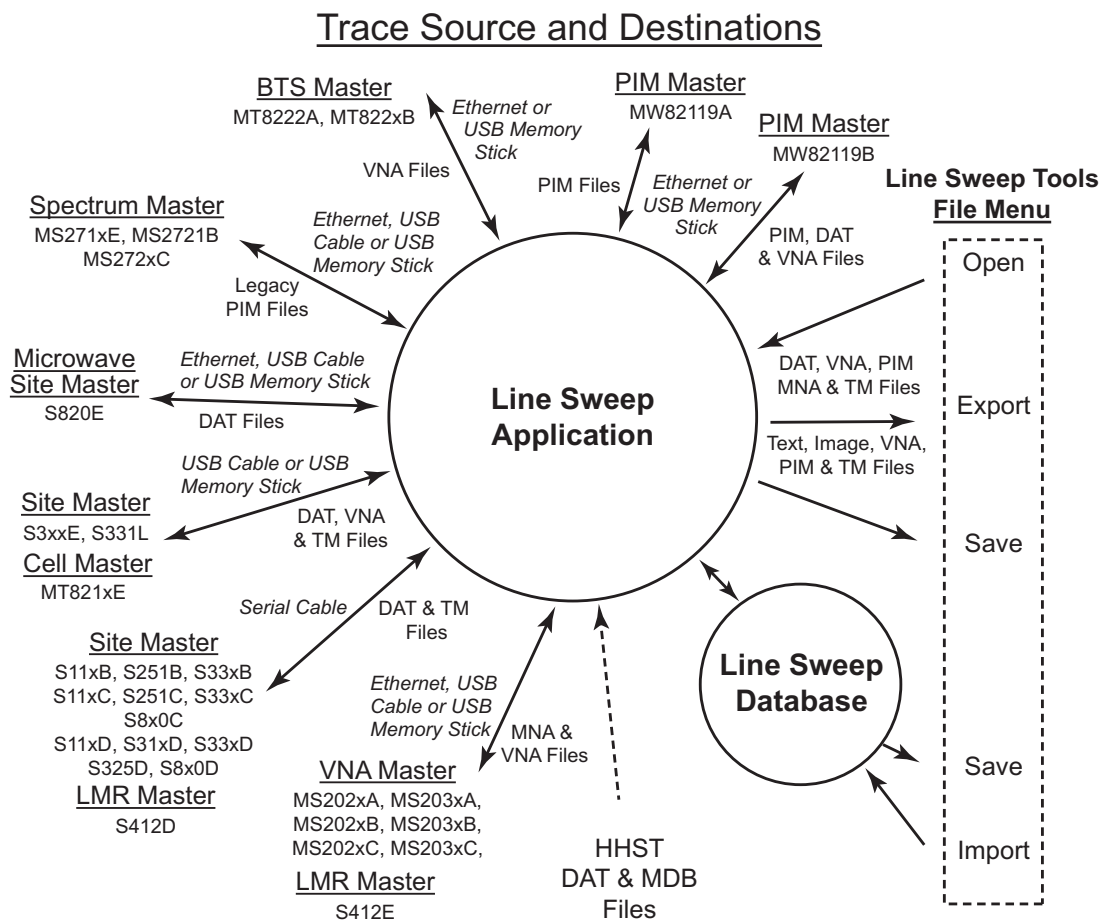 Trace Source and Destinations
BTS Master
MT8222A, MT822xB
Ethernet or
USB Memory
Stick
VNA Files
PIM Master
MW82119A
PIM Files
PIM Master
MW82119B
Ethernet or
USB Memory
Stick
PIM, DAT
& VNA Files
Spectrum Master
MS271xE, MS2721B
MS272xC
Ethernet, USB
Cable or USB
Memory Stick
Legacy
PIM Files
Microwave
Site Master
S820E
Ethernet, USB Cable
or USB Memory Stick
DAT Files
USB Cable or USB
Memory Stick
Site Master
S3xxE, S331L
Cell Master
MT821xE
DAT, VNA
& TM Files
Serial Cable
DAT & TM
Files
Site Master
S11xB, S251B, S33xB
S11xC, S251C, S33xC
S8x0C
S11xD, S31xD, S33xD
S325D, S8x0D
LMR Master
S412D
Ethernet, USB
Cable or USB
Memory Stick
MNA &
VNA Files
VNA Master
MS202xA, MS203xA,
MS202xB, MS203xB,
MS202xC, MS203xC,
LMR Master
S412E
HHST
DAT & MDB
Files
Line Sweep
Application
Line Sweep
Database
Line Sweep Tools
File Menu
Open
DAT, VNA, PIM
MNA & TM Files
Export
Text, Image, VNA,
PIM & TM Files
Save
Save
Import